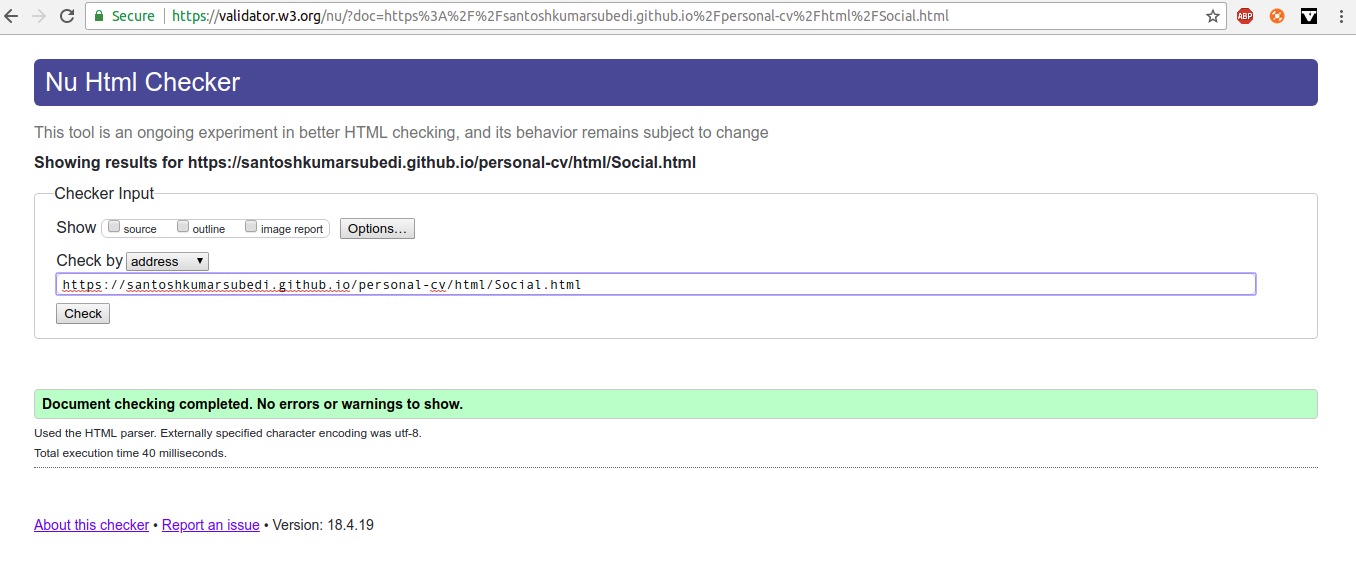 Secure https://validator.w3.org/nu/?doc=https%3A%2F%2Fsantoshkumarsubedi.github.io%2Fpersonal-cv%2Fhtml%2FSocial.html ABP
Nu Html Checker
This tool is an ongoing experiment in better HTML checking, and its behavior remains subject to change
Showing results for https://santoshkumarsubedi.github.io/personal-cv/html/Social.html
Checker Input
Show source outline image report Options...
Check by address
https://santoshkumarsubedi.github.io/personal-cv/html/Social.html
Check
Document checking completed. No errors or warnings to show.
Used the HTML parser. Externally specified character encoding was utf-8.
Total execution time 40 milliseconds.
About this checker • Report an issue • Version: 18.4.19